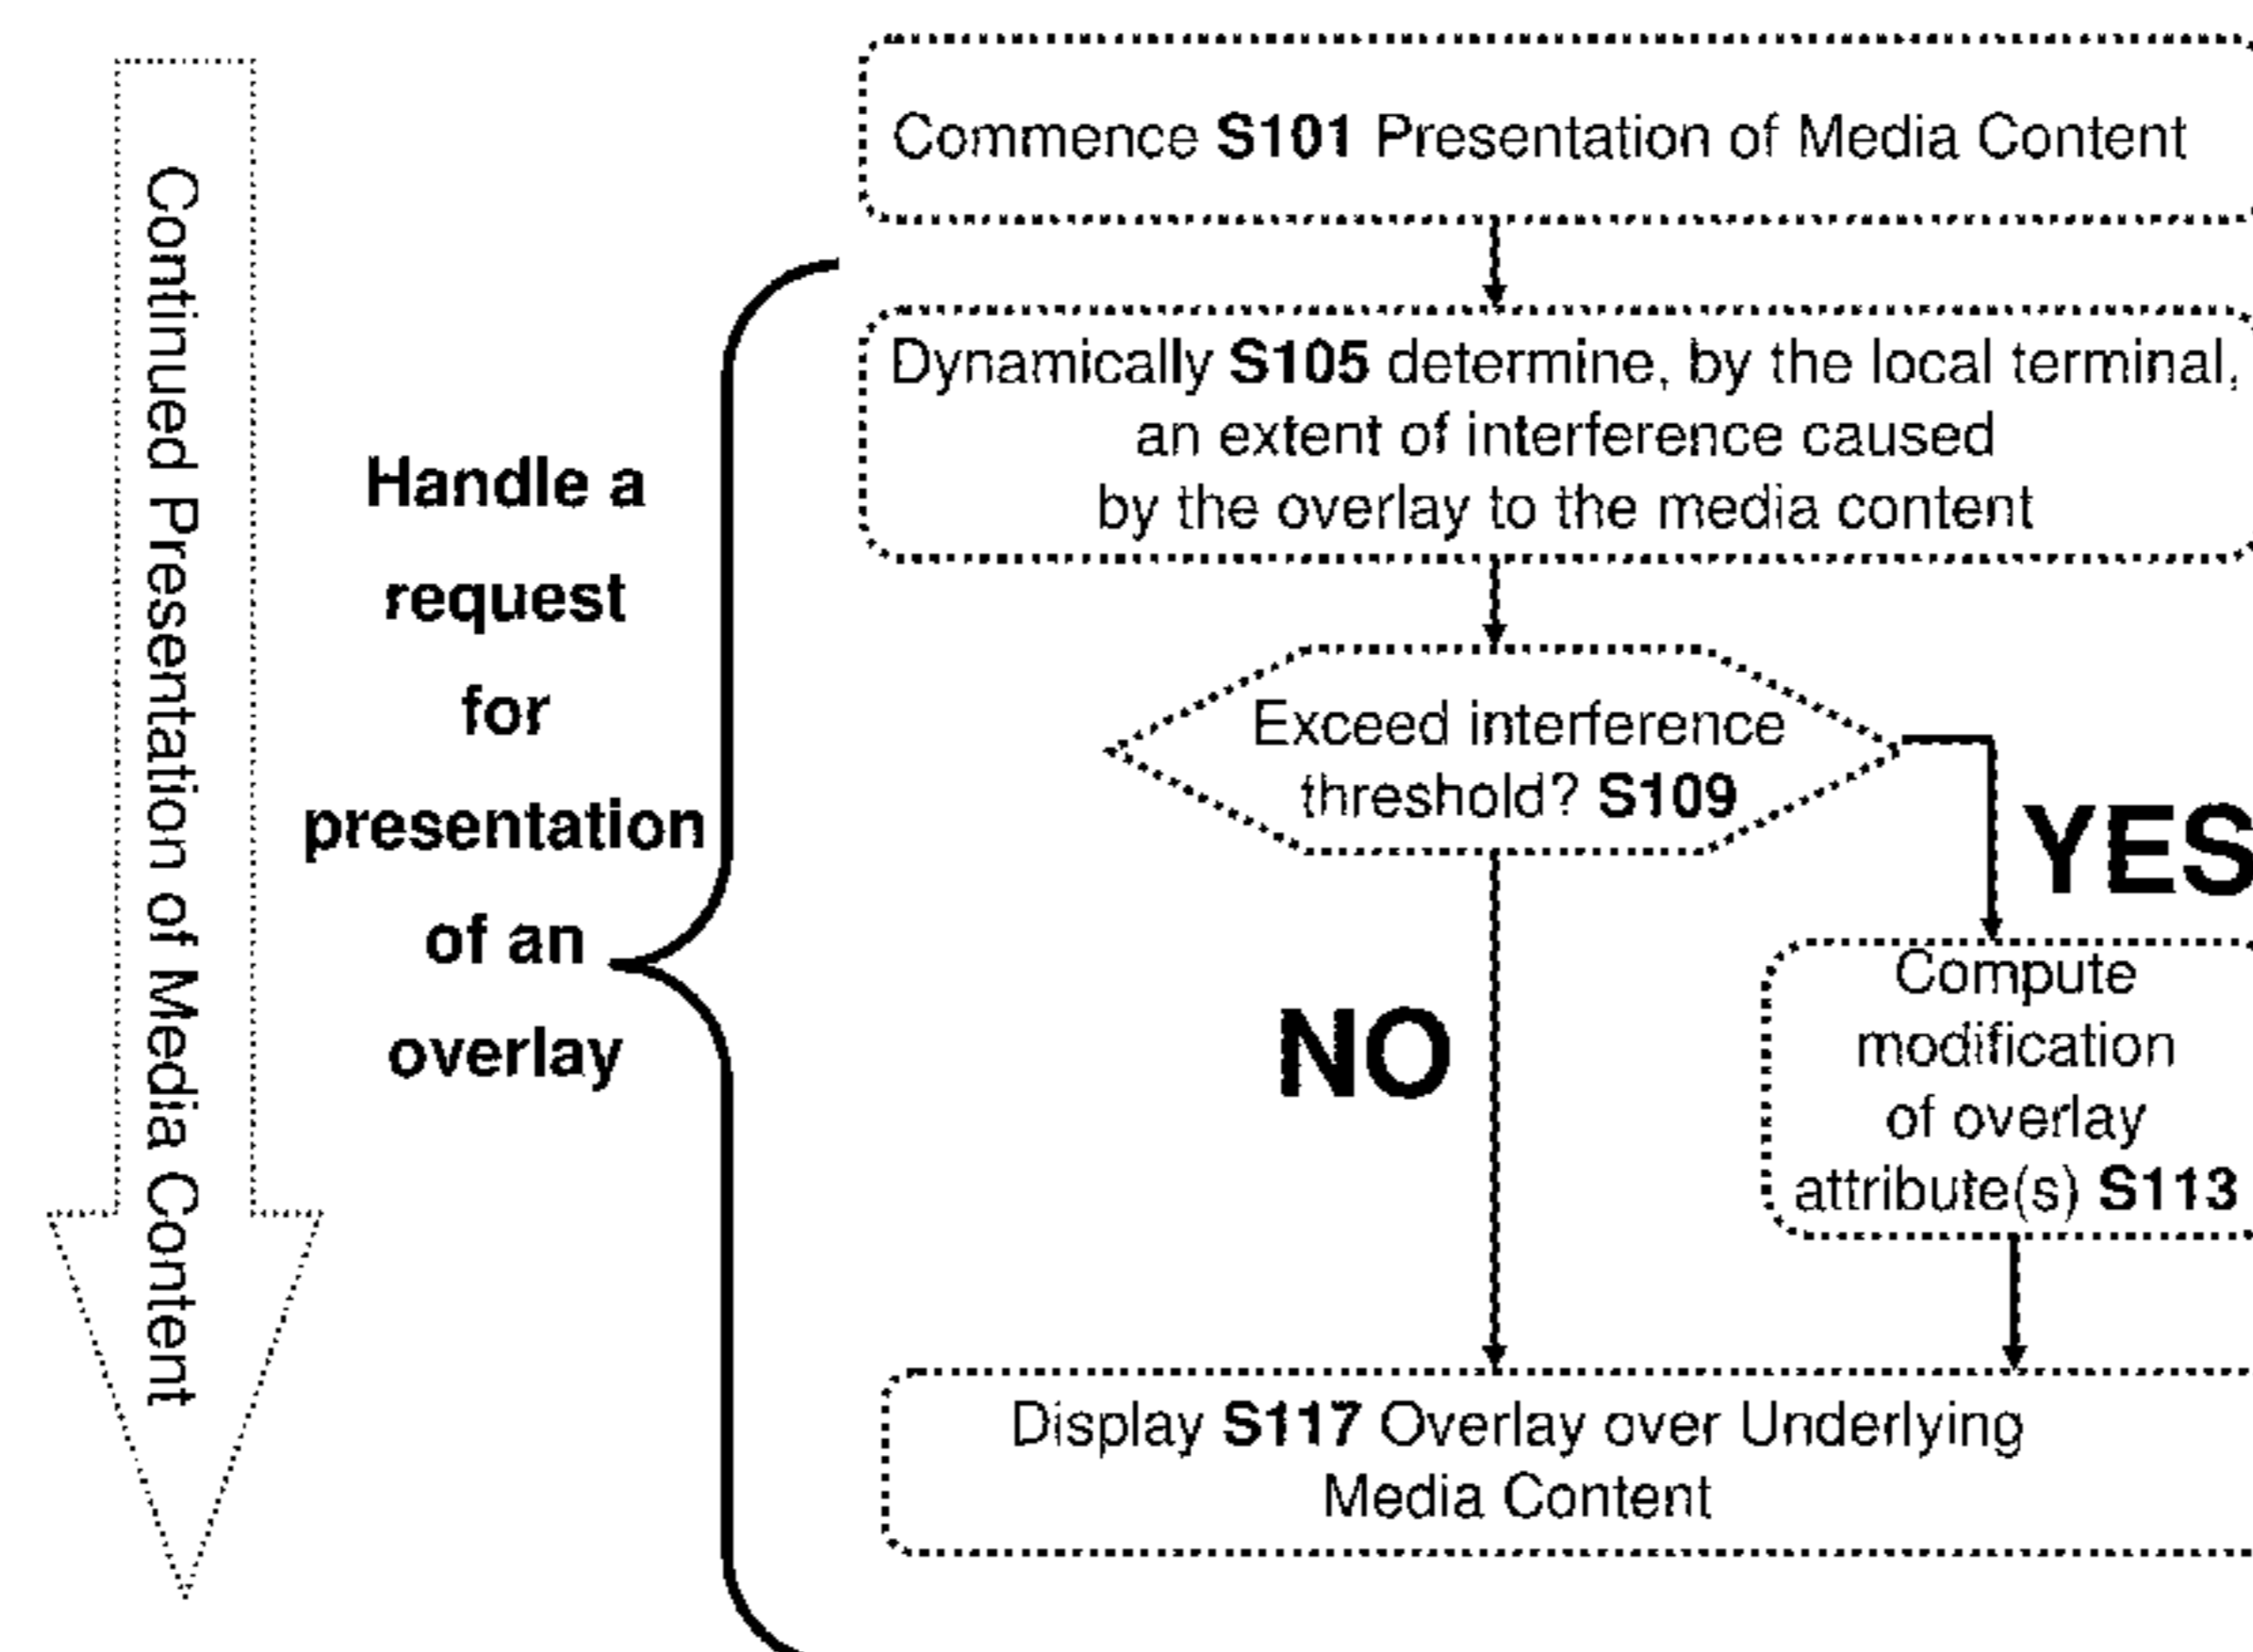 Continued Presentation of Media Content
Handle a
request
for
presentation
of an
overlay
Commence S101 Presentation of Media Content
Dynamically S105 determine, by the local terminal,
an extent of interference caused
by the overlay to the media content
Exceed interference
threshold? S109
YES
NO
Compute
modification
of overlay
attribute(s) S113
Display S117 Overlay over Underlying
Media Content